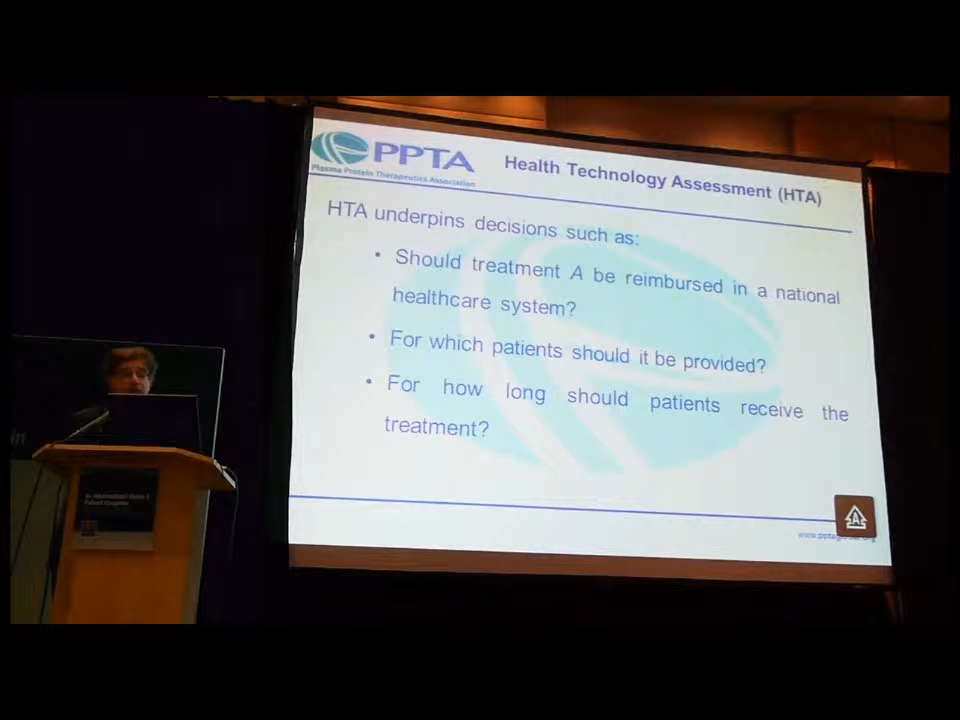 PPTA
Plasma Protein Therapeutics Association
Health Technology Assessment (HTA)
HTA underpins decisions such as:
• Should treatment A be reimbursed in a national
healthcare system?
• For which patients should it be provided?
• For how long should patients receive the
treatment?